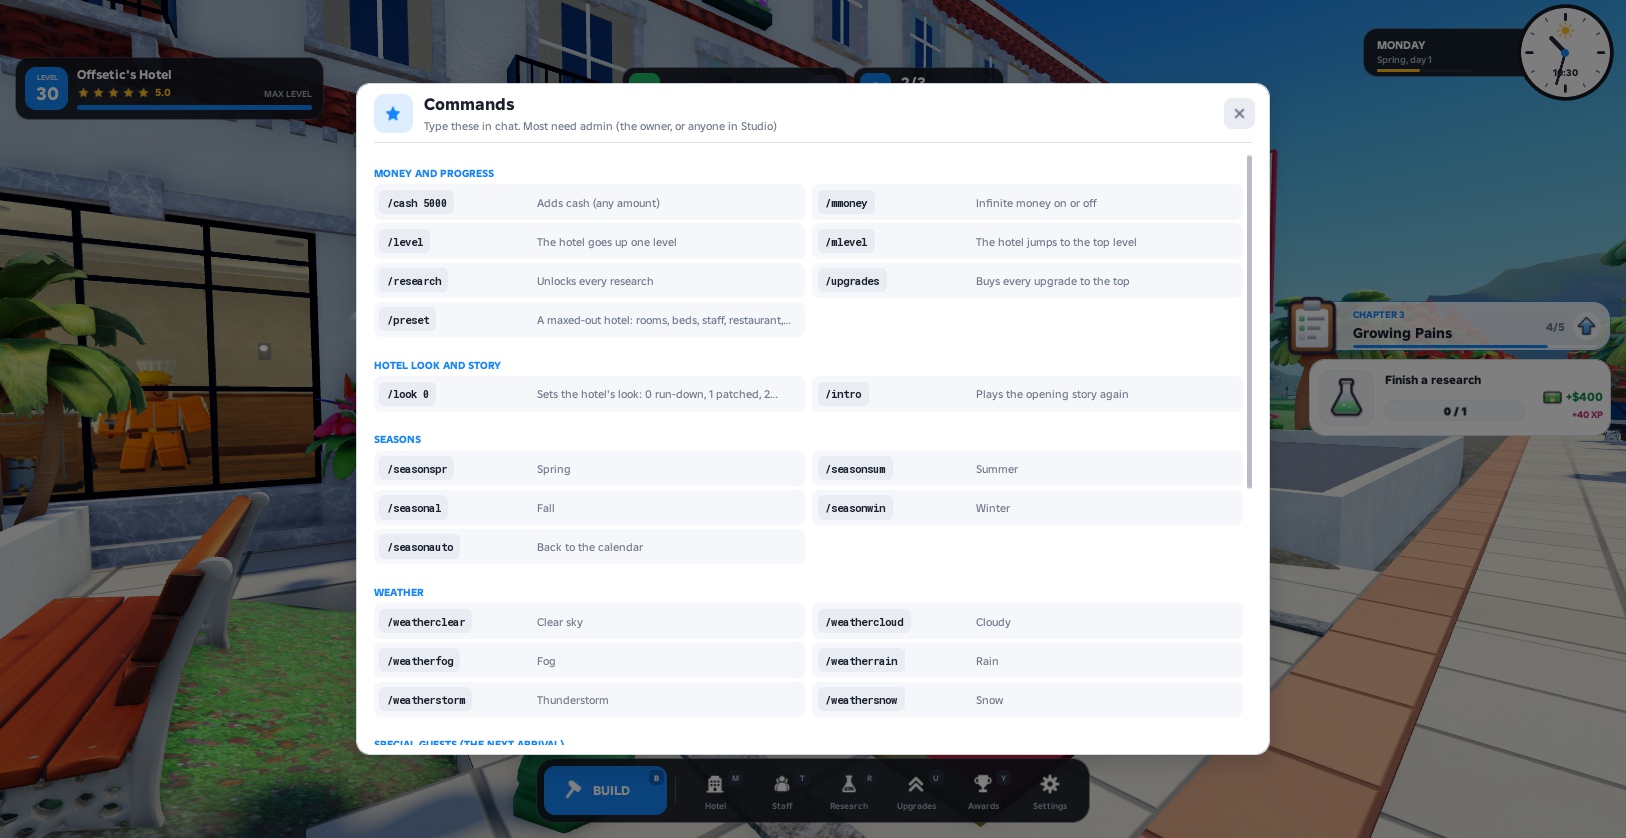 LEVEL
30
Offsetic's Hotel
5.0
MAX LEVEL
2/3
MONDAY
Spring, day 1
Commands
Type these in chat. Most need admin (the owner, or anyone in Studio)
MONEY AND PROGRESS
/cash 5000 Adds cash (any amount)
/mmoney Infinite money on or off
/level The hotel goes up one level
/mlevel The hotel jumps to the top level
/research Unlocks every research
/upgrades Buys every upgrade to the top
/preset A maxed-out hotel: rooms, beds, staff, restaurant,...
HOTEL LOOK AND STORY
/look 0 Sets the hotel's look: 0 run-down, 1 patched, 2...
/intro Plays the opening story again
SEASONS
/seasonspr Spring
/seasonsum Summer
/seasonal Fall
/seasonwin Winter
/seasonauto Back to the calendar
WEATHER
/weatherclear Clear sky
/weathercloud Cloudy
/weatherfog Fog
/weatherrain Rain
/weatherstorm Thunderstorm
/weathersnow Snow
SPECIAL GUESTS (THE NEXT ARRIVAL)
CHAPTER 3
Growing Pains
4/5
Finish a research
0 / 1
+$400
+40 XP
BUILD
B
Hotel
M
Staff
T
Research
R
Upgrades
U
Awards
Y
Settings